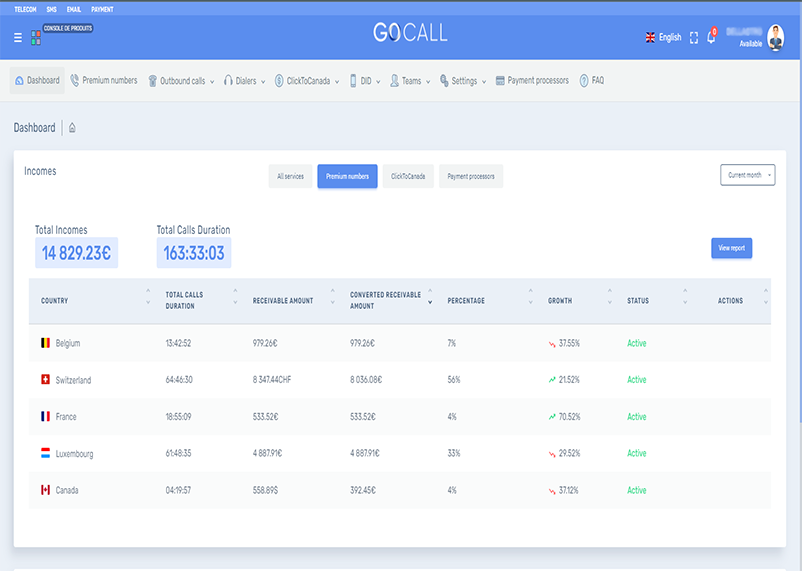 TELECOM SMS EMAIL PAYMENT
CONSOLE DE PRODUITS
GOCALL
English
8
Available
Dashboard Premium numbers Outbound calls Dialers ClickToCanada DID Teams Settings Payment processors FAQ
Dashboard
Incomes
All services Premium numbers ClickToCanada Payment processors
Current month
Total Incomes Total Calls Duration
14 829.23€ 163:33:03
View report
COUNTRY TOTAL CALLS DURATION RECEIVABLE AMOUNT CONVERTED RECEIVABLE AMOUNT PERCENTAGE GROWTH STATUS ACTIONS
Belgium 13:42:52 979.26€ 979.26€ 7% 37.55% Active
Switzerland 64:46:30 8 347.44CHF 8 036.08€ 56% 21.52% Active
France 18:55:09 533.52€ 533.52€ 4% 70.52% Active
Luxembourg 61:48:35 4 887.91€ 4 887.91€ 33% 29.52% Active
Canada 04:19:57 558.89$ 392.45€ 4% 37.12% Active